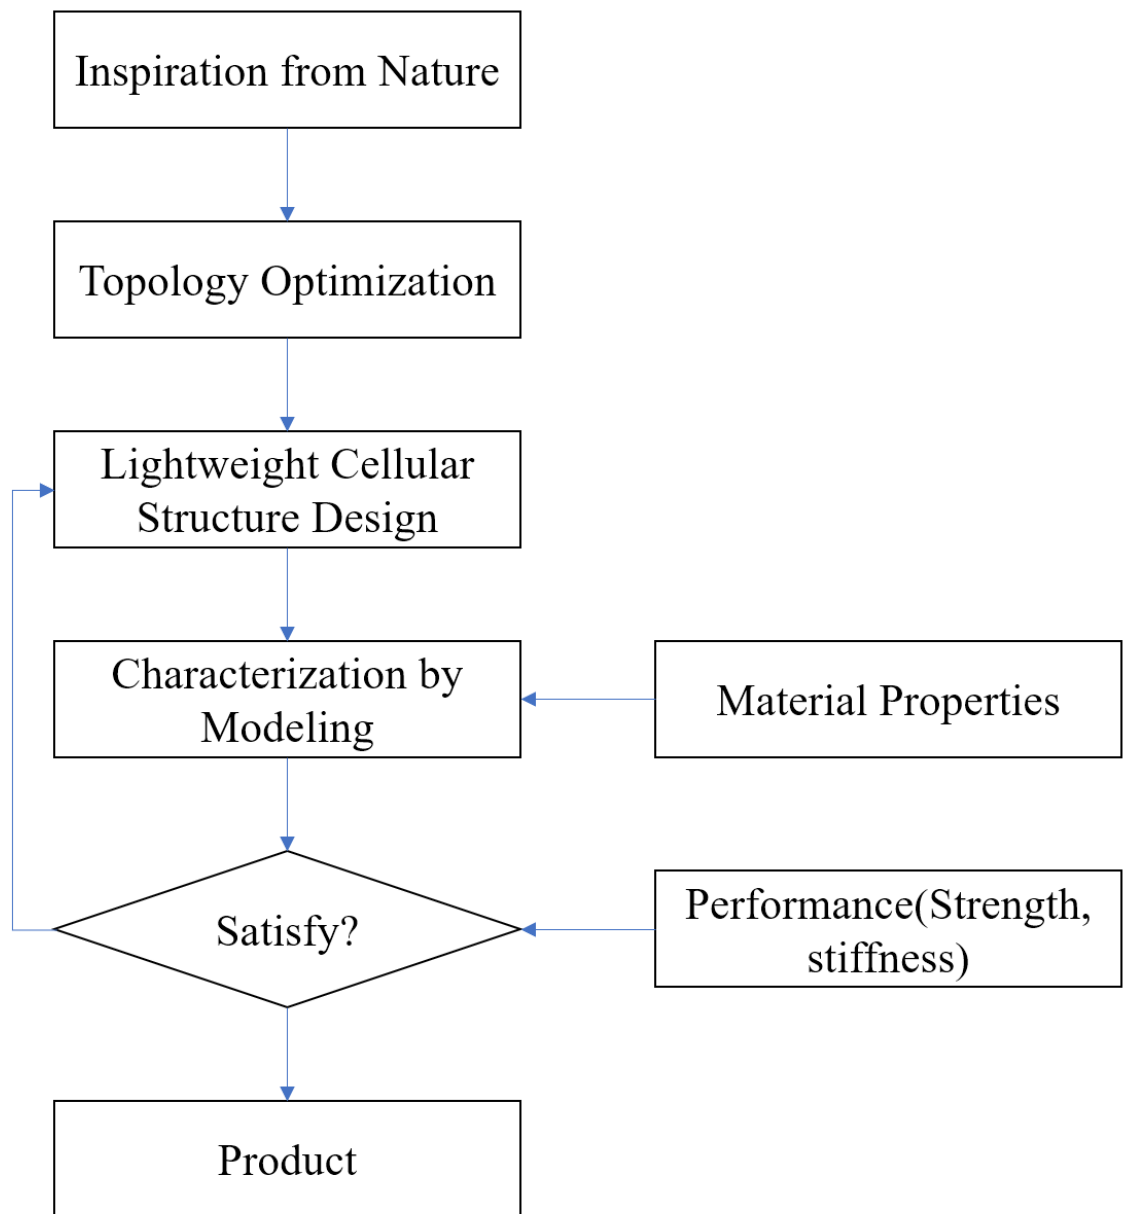 Inspiration from Nature
Topology Optimization
Lightweight Cellular
Structure Design
Characterization by
Modeling
Material Properties
Satisfy?
Performance(Strength,
stiffness)
Product